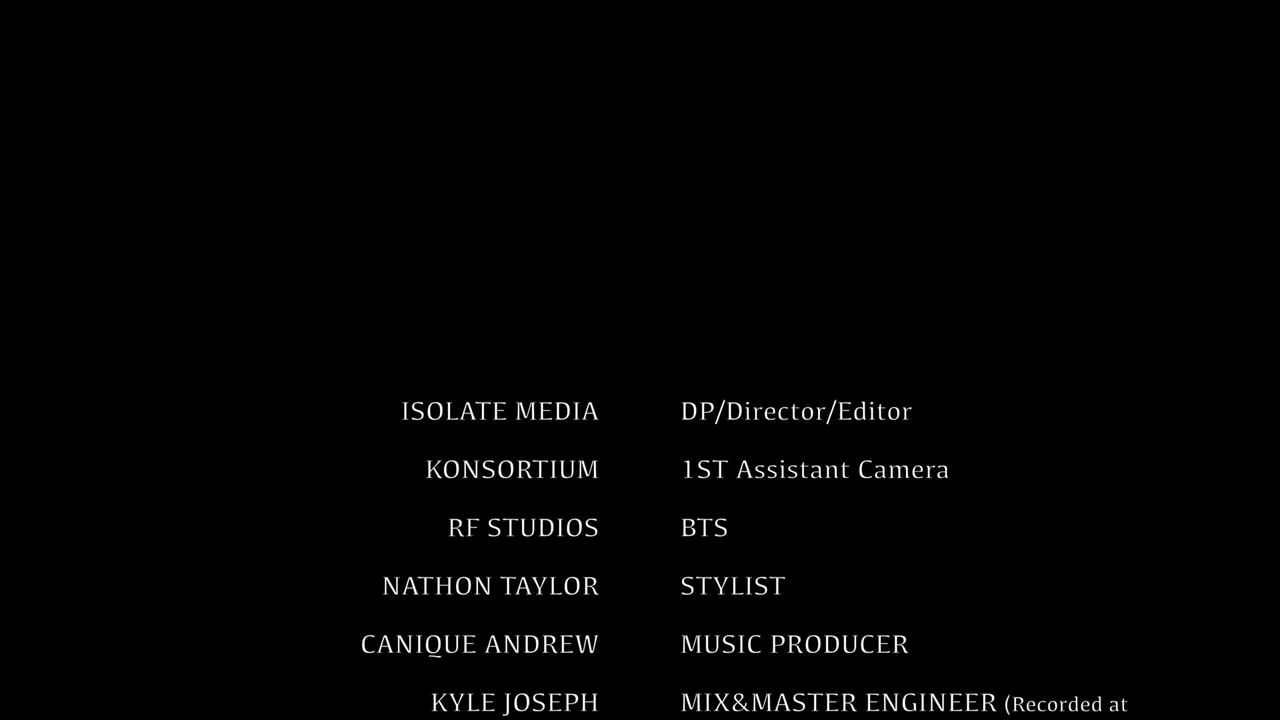 ISOLATE MEDIA DP/Director/Editor
KONSORTIUM 1ST Assistant Camera
RF STUDIOS BTS
NATHON TAYLOR STYLIST
CANIQUE ANDREW MUSIC PRODUCER
KYLE JOSEPH MIX&MASTER ENGINEER (Recorded at